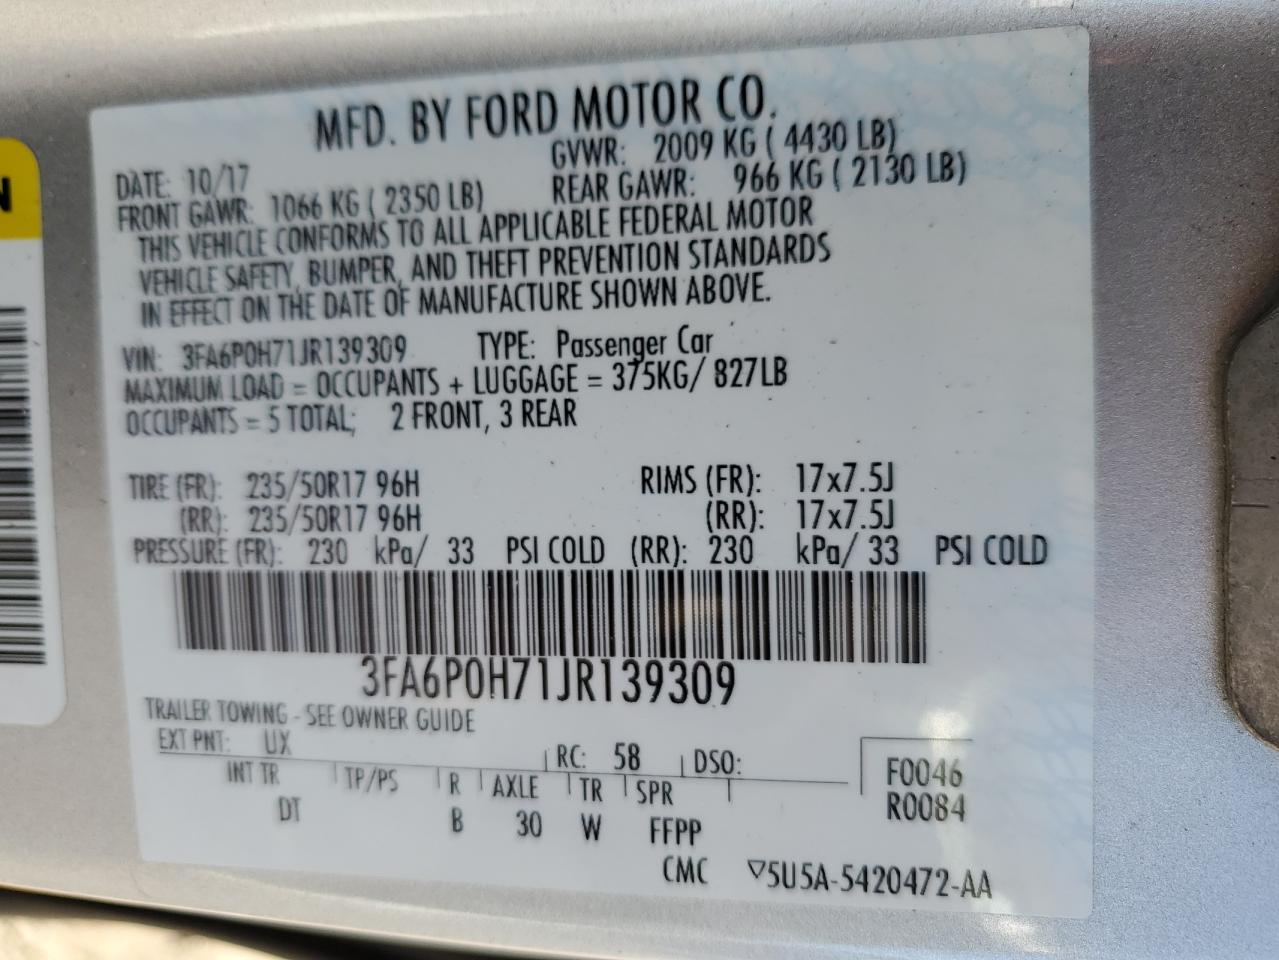 MFD. BY FORD MOTOR CO.
DATE: 10/17 GVWR: 2009 KG ( 4430 LB)
FRONT GAWR: 1066 KG ( 2350 LB) REAR GAWR: 966 KG ( 2130 LB)
THIS VEHICLE CONFORMS TO ALL APPLICABLE FEDERAL MOTOR
VEHICLE SAFETY, BUMPER, AND THEFT PREVENTION STANDARDS
IN EFFECT ON THE DATE OF MANUFACTURE SHOWN ABOVE.
VIN: 3FA6P0H71JR139309 TYPE: Passenger Car
MAXIMUM LOAD = OCCUPANTS + LUGGAGE = 375KG/ 827LB
OCCUPANTS = 5 TOTAL; 2 FRONT, 3 REAR
TIRE (FR): 235/50R17 96H RIMS (FR): 17x7.5J
(RR): 235/50R17 96H (RR): 17x7.5J
PRESSURE (FR): 230 kPa/ 33 PSI COLD (RR): 230 kPa/ 33 PSI COLD
3FA6P0H71JR139309
TRAILER TOWING - SEE OWNER GUIDE
EXT PNT: UX RC: 58 DSO:
INT TR TP/PS R AXLE TR SPR F0046
DT B 30 W FFPP R0084
CMC ▽5U5A-5420472-AA
N